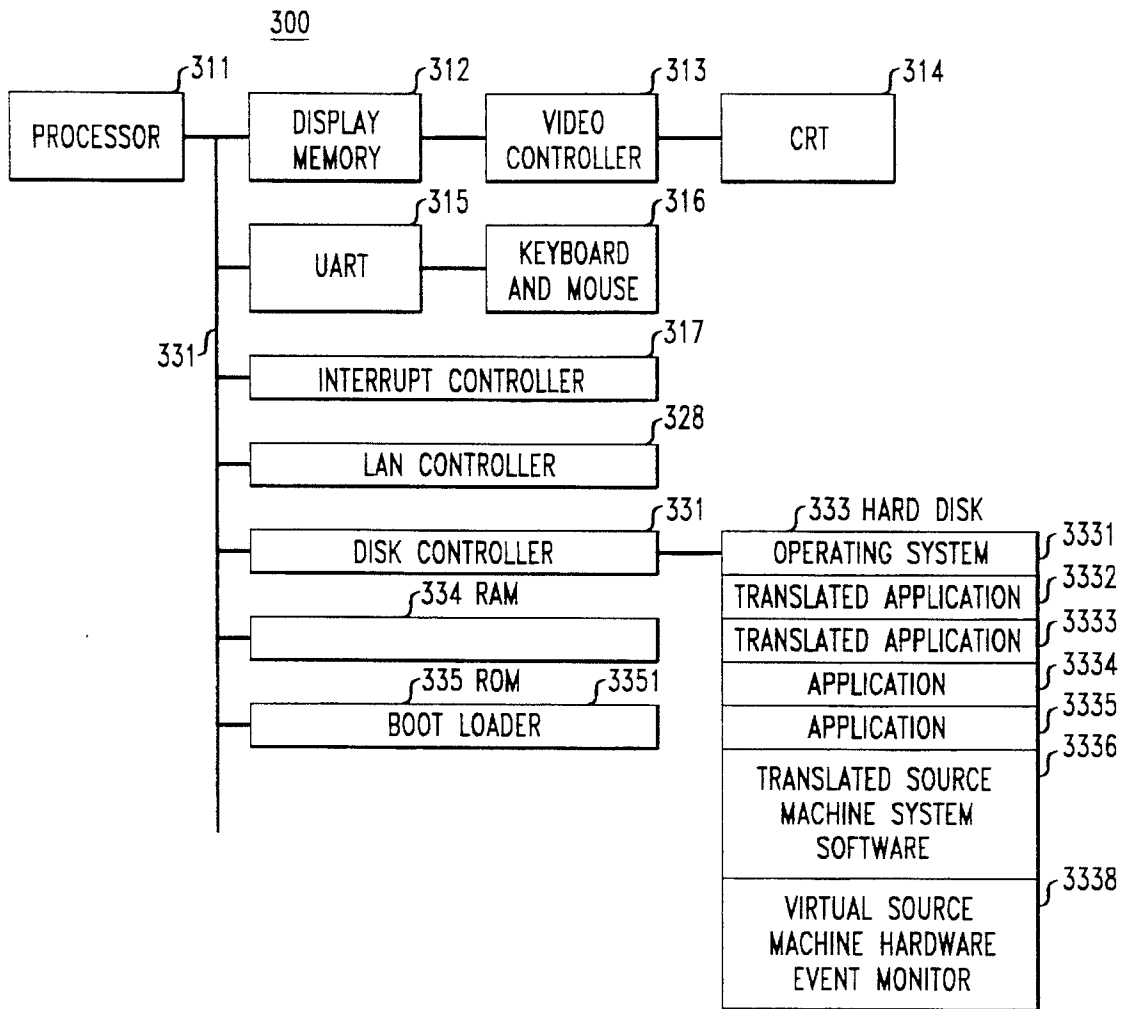 300
311
312
313
314
PROCESSOR
DISPLAY
MEMORY
VIDEO
CONTROLLER
CRT
315
316
UART
KEYBOARD
AND MOUSE
331
317
INTERRUPT CONTROLLER
328
LAN CONTROLLER
331
DISK CONTROLLER
333 HARD DISK
OPERATING SYSTEM
3331
TRANSLATED APPLICATION
3332
TRANSLATED APPLICATION
3333
APPLICATION
3334
APPLICATION
3335
TRANSLATED SOURCE
MACHINE SYSTEM
SOFTWARE
3336
VIRTUAL SOURCE
MACHINE HARDWARE
EVENT MONITOR
3338
334 RAM
335 ROM
3351
BOOT LOADER